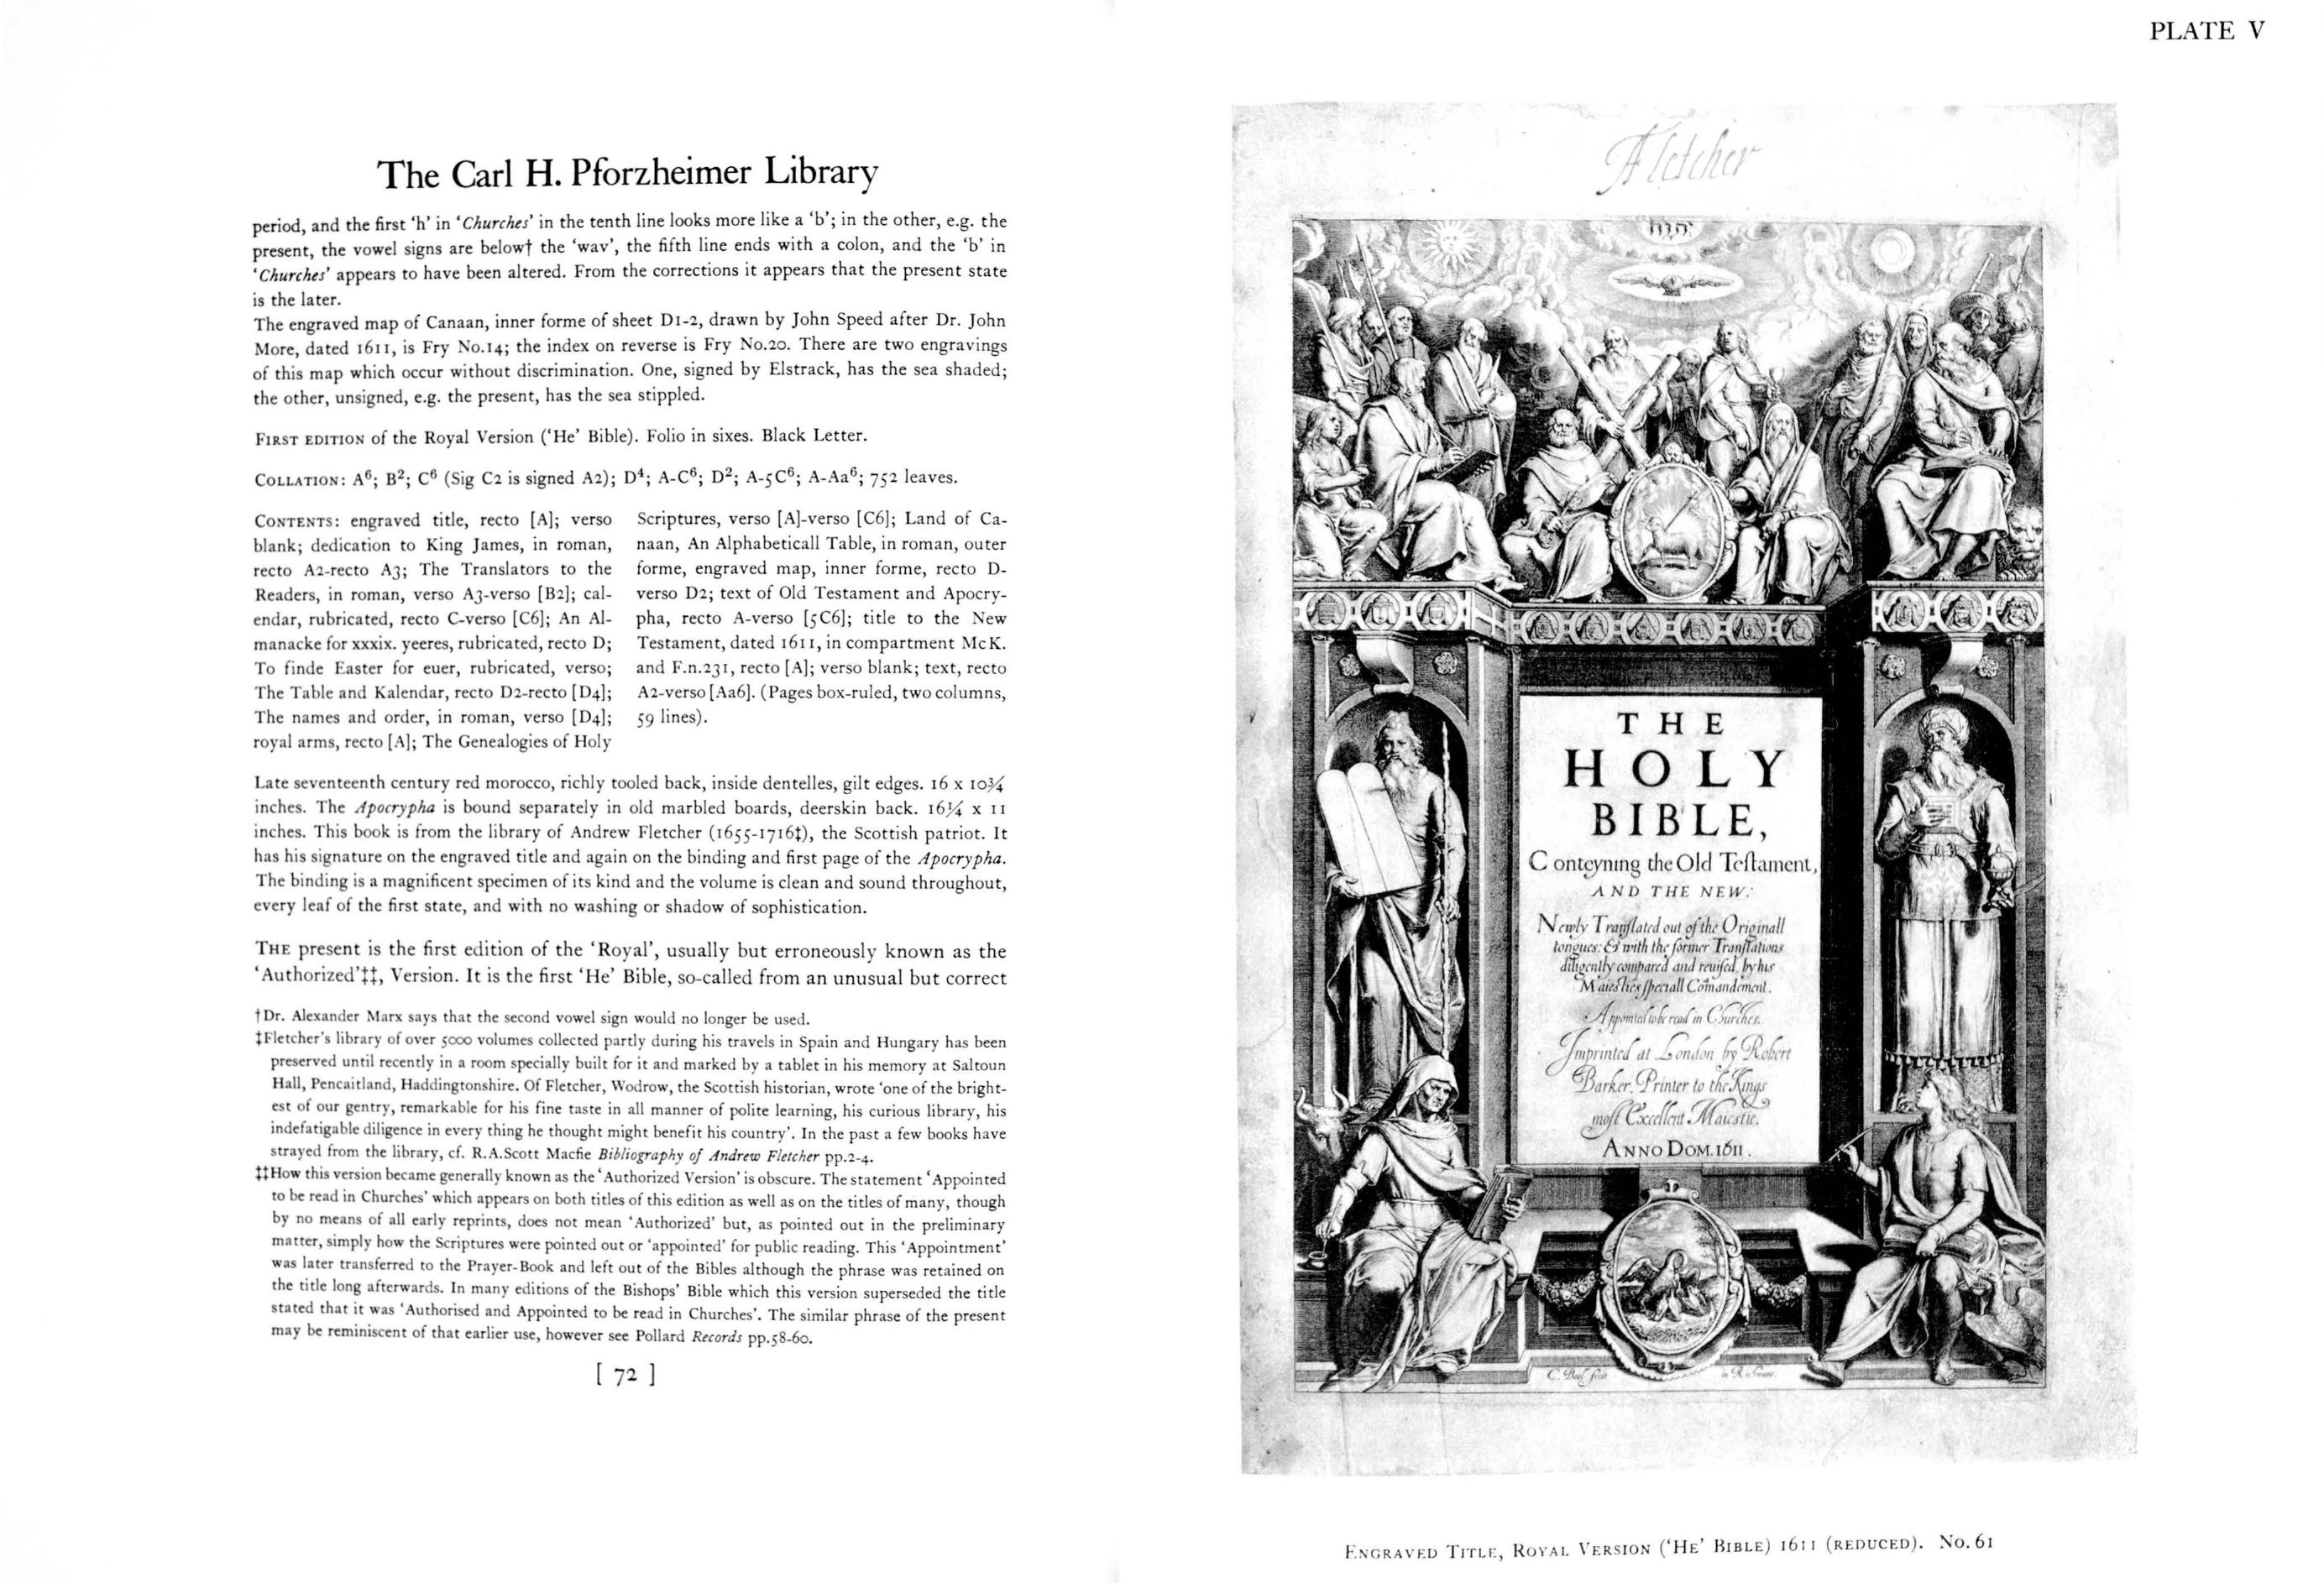 The Carl H. Pforzheimer Library
period, and the first ‘h’ in ‘Churches’ in the tenth line looks more like a ‘b’; in the other, e.g. the
present, the vowel signs are below† the ‘wav’, the fifth line ends with a colon, and the ‘b’ in
‘Churches’ appears to have been altered. From the corrections it appears that the present state
is the later.
The engraved map of Canaan, inner forme of sheet D1-2, drawn by John Speed after Dr. John
More, dated 1611, is Fry No.14; the index on reverse is Fry No.20. There are two engravings
of this map which occur without discrimination. One, signed by Elstrack, has the sea shaded;
the other, unsigned, e.g. the present, has the sea stippled.
FIRST EDITION of the Royal Version (‘He’ Bible). Folio in sixes. Black Letter.
COLLATION: A⁶; B²; C⁶ (Sig C2 is signed A2); D⁴; A-C⁶; D²; A-5C⁶; A-Aa⁶; 752 leaves.
CONTENTS: engraved title, recto [A]; verso
blank; dedication to King James, in roman,
recto A2-recto A3; The Translators to the
Readers, in roman, verso A3-verso [B2]; cal-
endar, rubricated, recto C-verso [C6]; An Al-
manacke for xxxix. yeeres, rubricated, recto D;
To finde Easter for euer, rubricated, verso;
The Table and Kalendar, recto D2-recto [D4];
The names and order, in roman, verso [D4];
royal arms, recto [A]; The Genealogies of Holy
Scriptures, verso [A]-verso [C6]; Land of Ca-
naan, An Alphabeticall Table, in roman, outer
forme, engraved map, inner forme, recto D-
verso D2; text of Old Testament and Apocry-
pha, recto A-verso [5C6]; title to the New
Testament, dated 1611, in compartment McK.
and F.n.231, recto [A]; verso blank; text, recto
A2-verso [Aa6]. (Pages box-ruled, two columns,
59 lines).
Late seventeenth century red morocco, richly tooled back, inside dentelles, gilt edges. 16 x 10¾
inches. The Apocrypha is bound separately in old marbled boards, deerskin back. 16¼ x 11
inches. This book is from the library of Andrew Fletcher (1655-1716‡), the Scottish patriot. It
has his signature on the engraved title and again on the binding and first page of the Apocrypha.
The binding is a magnificent specimen of its kind and the volume is clean and sound throughout,
every leaf of the first state, and with no washing or shadow of sophistication.
THE present is the first edition of the ‘Royal’, usually but erroneously known as the
‘Authorized’‡‡, Version. It is the first ‘He’ Bible, so-called from an unusual but correct
†Dr. Alexander Marx says that the second vowel sign would no longer be used.
‡Fletcher’s library of over 5000 volumes collected partly during his travels in Spain and Hungary has been
preserved until recently in a room specially built for it and marked by a tablet in his memory at Saltoun
Hall, Pencaitland, Haddingtonshire. Of Fletcher, Wodrow, the Scottish historian, wrote ‘one of the bright-
est of our gentry, remarkable for his fine taste in all manner of polite learning, his curious library, his
indefatigable diligence in every thing he thought might benefit his country’. In the past a few books have
strayed from the library, cf. R.A.Scott Macfie Bibliography of Andrew Fletcher pp.2-4.
‡‡How this version became generally known as the ‘Authorized Version’ is obscure. The statement ‘Appointed
to be read in Churches’ which appears on both titles of this edition as well as on the titles of many, though
by no means of all early reprints, does not mean ‘Authorized’ but, as pointed out in the preliminary
matter, simply how the Scriptures were pointed out or ‘appointed’ for public reading. This ‘Appointment’
was later transferred to the Prayer-Book and left out of the Bibles although the phrase was retained on
the title long afterwards. In many editions of the Bishops’ Bible which this version superseded the title
stated that it was ‘Authorised and Appointed to be read in Churches’. The similar phrase of the present
may be reminiscent of that earlier use, however see Pollard Records pp.58-60.
[ 72 ]
PLATE V
Fletcher
יהוה
THE
HOLY
BIBLE,
Conteyning the Old Testament,
AND THE NEW:
Newly Translated out of the Originall
tongues: & with the former Translations
diligently compared and reuised, by his
Maiesties speciall Comandement.
Appointed to be read in Churches.
Imprinted at London by Robert
Barker, Printer to the Kings
most Excellent Maiestie.
ANNO DOM. 1611.
C. Boel fecit
in Richmont.
ENGRAVED TITLE, ROYAL VERSION (‘HE’ BIBLE) 1611 (REDUCED). NO. 61